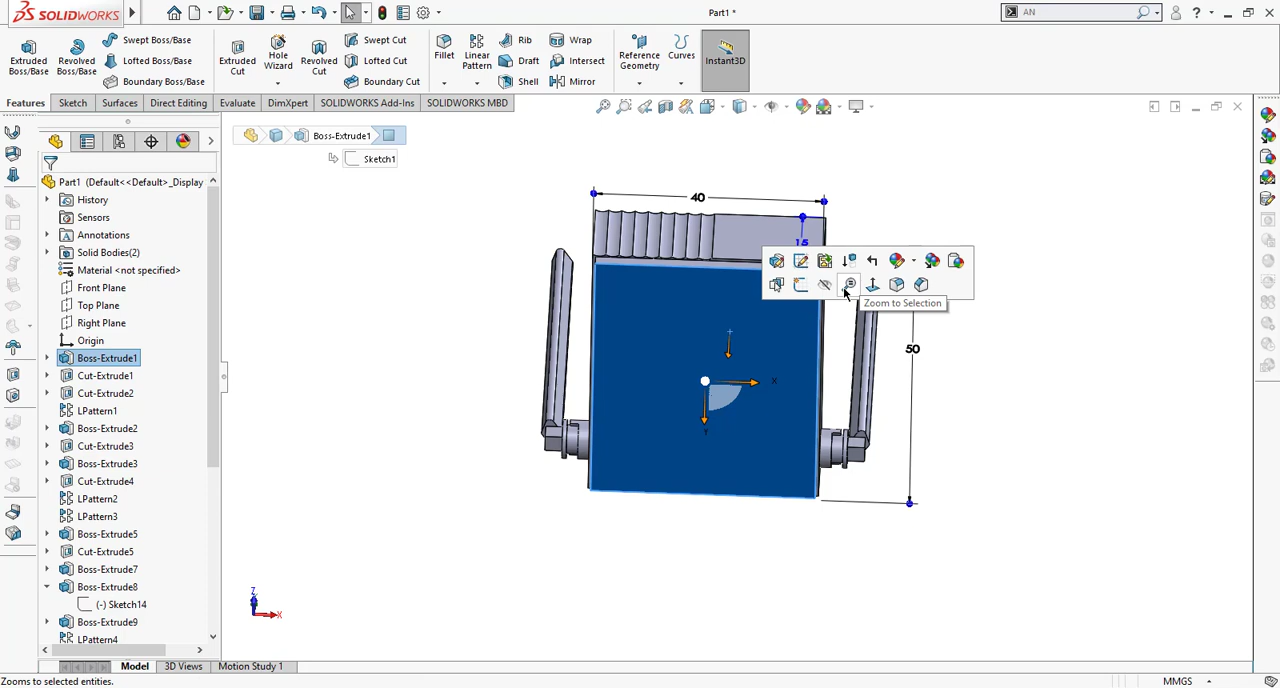 SOLIDWORKS
Part1 *
AN
Extruded Boss/Base
Revolved Boss/Base
Swept Boss/Base
Lofted Boss/Base
Boundary Boss/Base
Extruded Cut
Hole Wizard
Revolved Cut
Swept Cut
Lofted Cut
Boundary Cut
Fillet
Linear Pattern
Rib
Draft
Shell
Wrap
Intersect
Mirror
Reference Geometry
Curves
Instant3D
Features
Sketch
Surfaces
Direct Editing
Evaluate
DimXpert
SOLIDWORKS Add-Ins
SOLIDWORKS MBD
Boss-Extrude1
Sketch1
Part1 (Default<<Default>_Display
History
Sensors
Annotations
Solid Bodies(2)
Material <not specified>
Front Plane
Top Plane
Right Plane
Origin
Boss-Extrude1
Cut-Extrude1
Cut-Extrude2
LPattern1
Boss-Extrude2
Cut-Extrude3
Boss-Extrude3
Cut-Extrude4
LPattern2
LPattern3
Boss-Extrude5
Cut-Extrude5
Boss-Extrude7
Boss-Extrude8
(-) Sketch14
Boss-Extrude9
LPattern4
40
15
50
X
Y
Zoom to Selection
Z
X
Model
3D Views
Motion Study 1
Zooms to selected entities.
MMGS